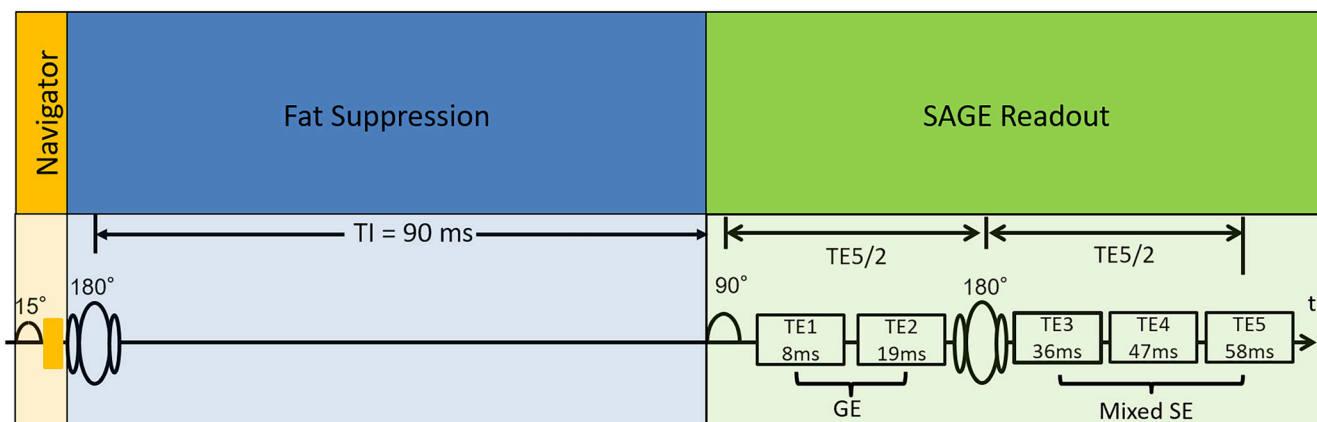 Navigator
Fat Suppression
SAGE Readout
TI = 90 ms
TE5/2
TE5/2
15°
180°
90°
180°
t
TE1
8ms
TE2
19ms
TE3
36ms
TE4
47ms
TE5
58ms
GE
Mixed SE